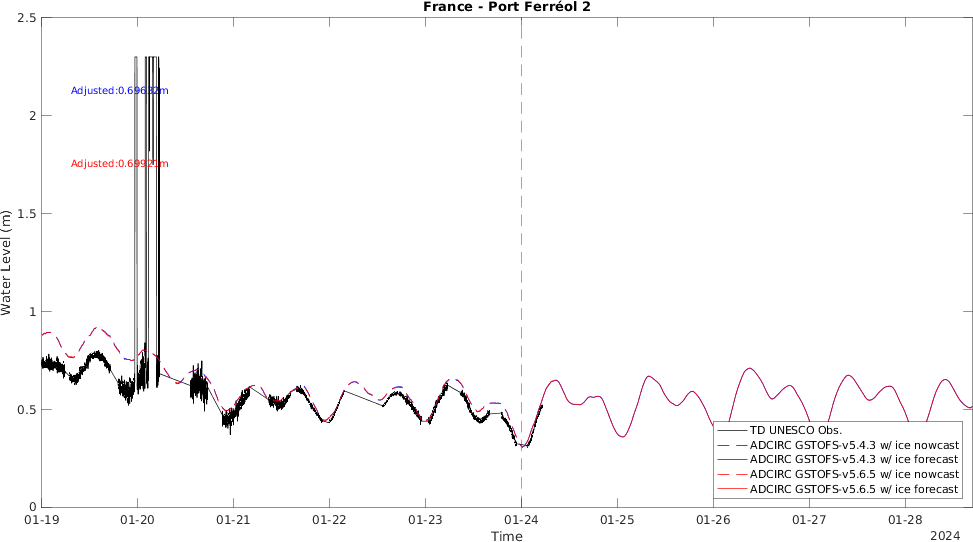 France - Port Ferréol 2
2.5
2
1.5
1
0.5
0
Water Level (m)
Adjusted:0.69632m
Adjusted:0.69921m
TD UNESCO Obs.
ADCIRC GSTOFS-v5.4.3 w/ ice nowcast
ADCIRC GSTOFS-v5.4.3 w/ ice forecast
ADCIRC GSTOFS-v5.6.5 w/ ice nowcast
ADCIRC GSTOFS-v5.6.5 w/ ice forecast
01-19 01-20 01-21 01-22 01-23 01-24 01-25 01-26 01-27 01-28
Time
2024